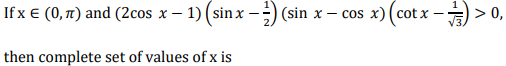 If x ∈ (0, π) and (2cos x − 1) (sin x − 1/2) (sin x − cos x) (cot x − 1/√3) > 0,
then complete set of values of x is